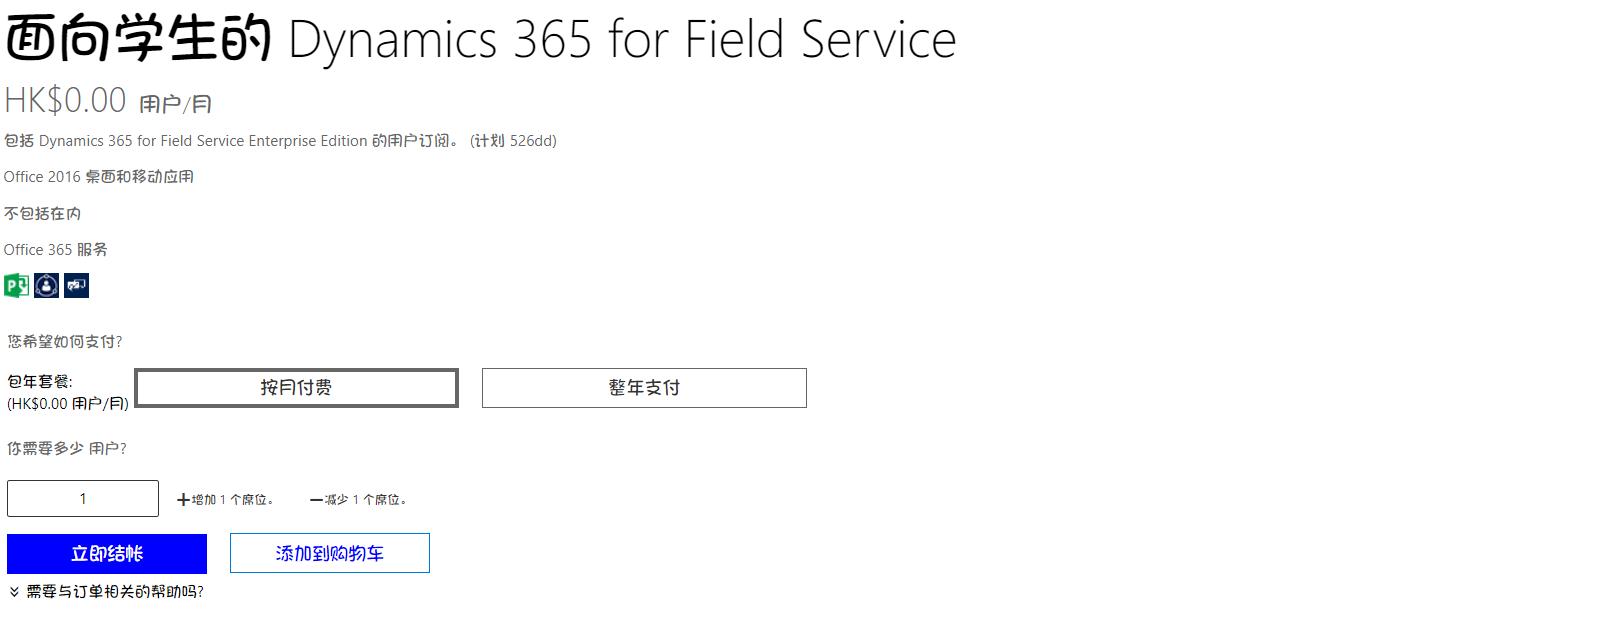 面向学生的 Dynamics 365 for Field Service
HK$0.00 用户/月
包括 Dynamics 365 for Field Service Enterprise Edition 的用户订阅。 (计划 526dd)
Office 2016 桌面和移动应用
不包括在内
Office 365 服务
您希望如何支付?
包年套餐:
(HK$0.00 用户/月)
按月付费
整年支付
你需要多少 用户?
1
增加 1 个席位。
减少 1 个席位。
立即结帐
添加到购物车
需要与订单相关的帮助吗?